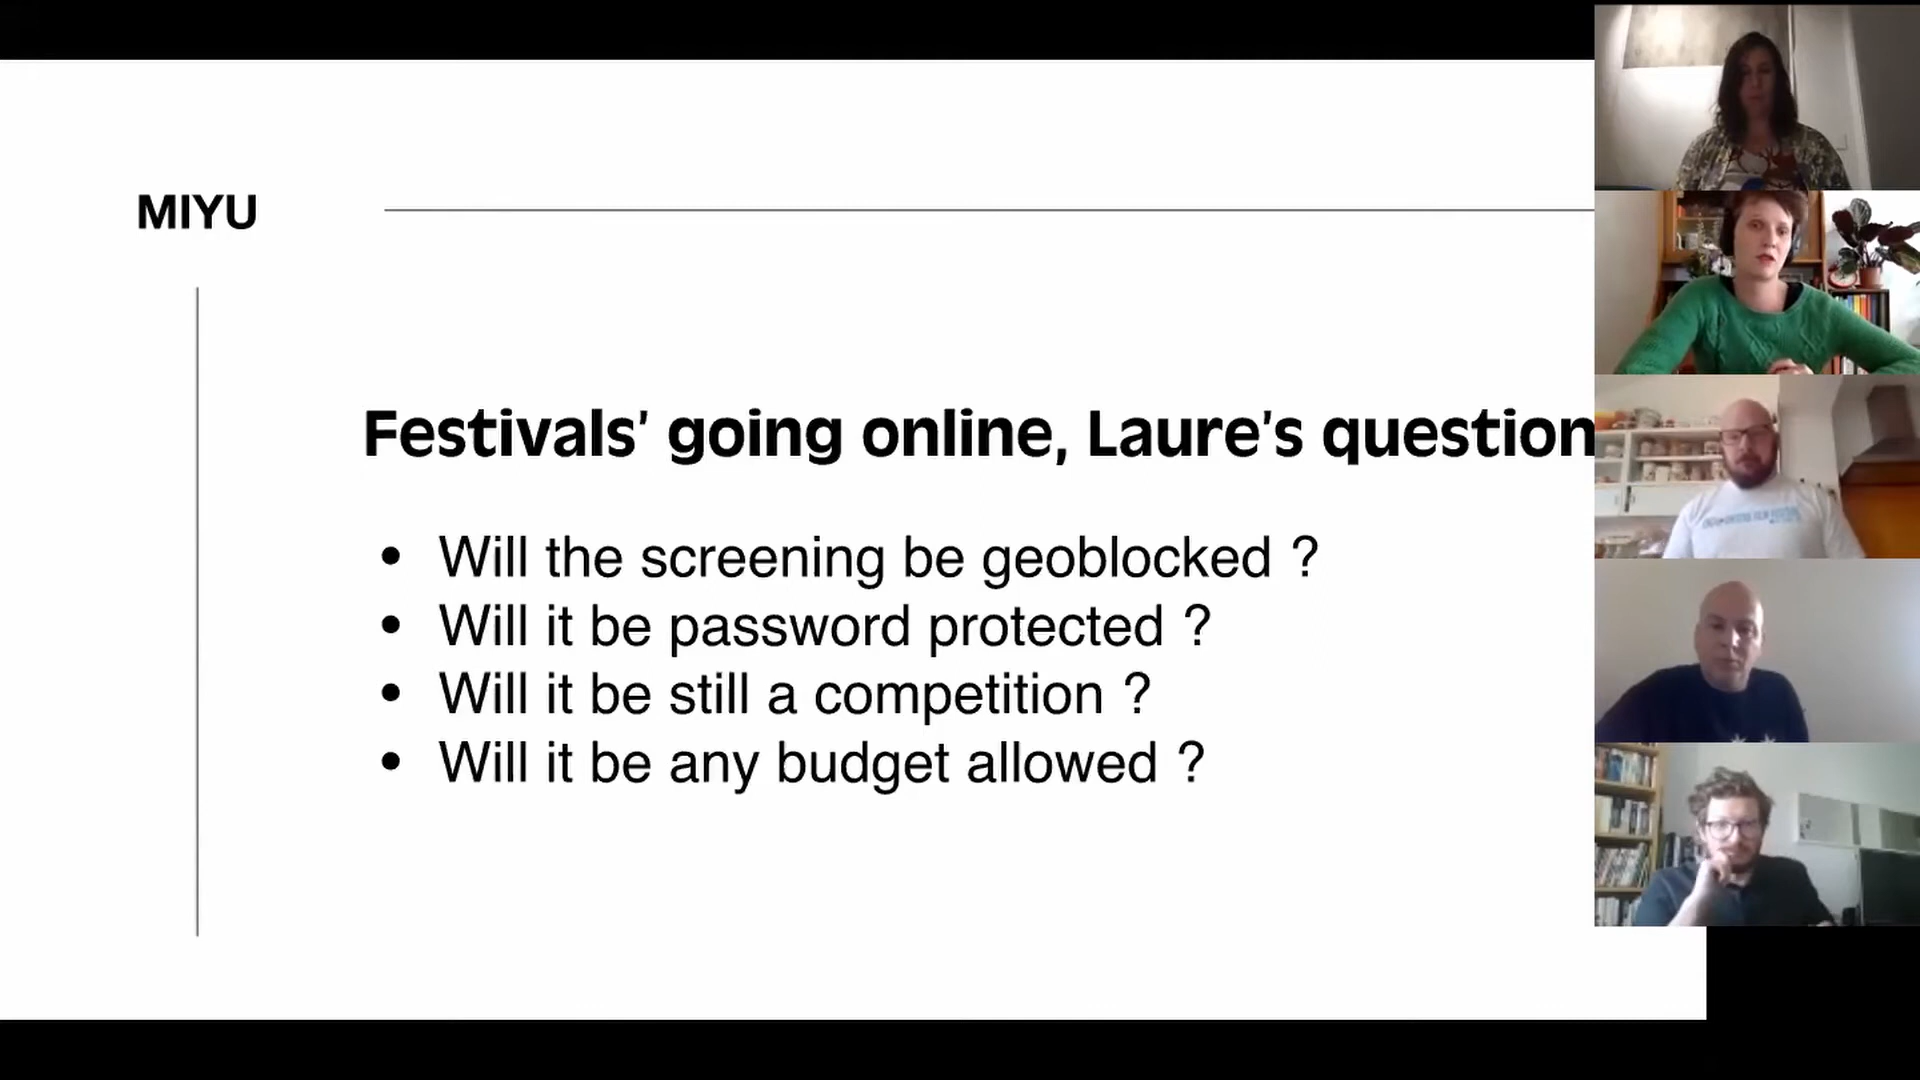 MIYU
Festivals’ going online, Laure’s question
• Will the screening be geoblocked ?
• Will it be password protected ?
• Will it be still a competition ?
• Will it be any budget allowed ?